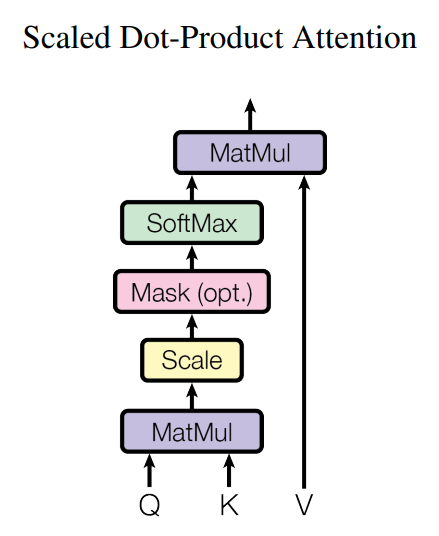 Scaled Dot-Product Attention
MatMul
SoftMax
Mask (opt.)
Scale
MatMul
Q K V